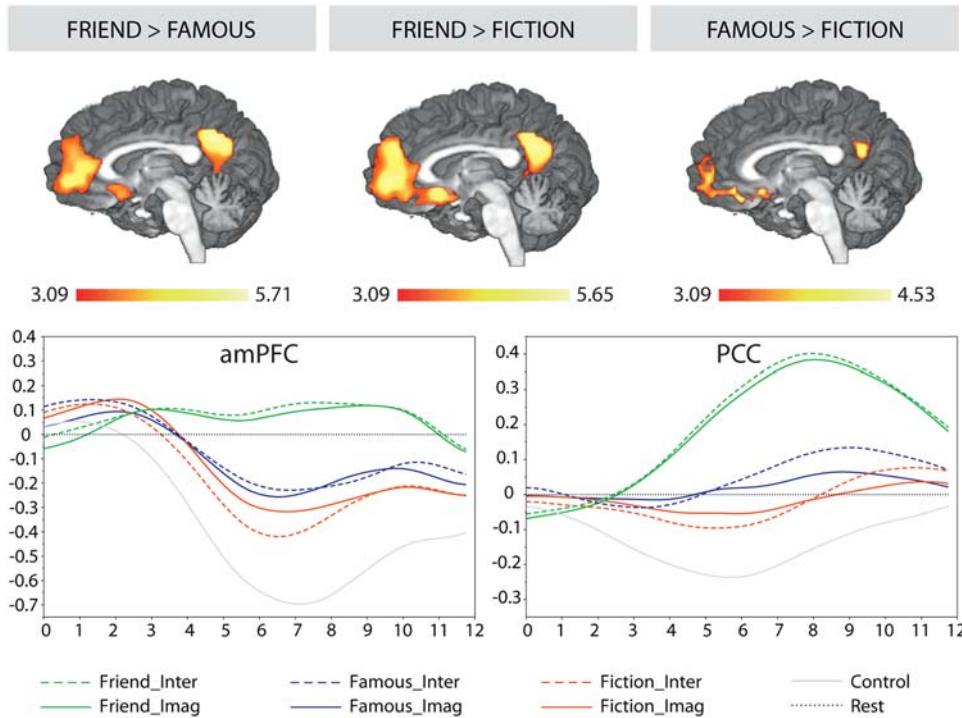 FRIEND > FAMOUS
FRIEND > FICTION
FAMOUS > FICTION
3.09 5.71
3.09 5.65
3.09 4.53
amPFC
0.4
0.3
0.2
0.1
0
-0.1
-0.2
-0.3
-0.4
-0.5
-0.6
-0.7
0 1 2 3 4 5 6 7 8 9 10 11 12
PCC
0.4
0.3
0.2
0.1
0
-0.1
-0.2
-0.3
0 1 2 3 4 5 6 7 8 9 10 11 12
Friend_Inter
Famous_Inter
Fiction_Inter
Control
Friend_Imag
Famous_Imag
Fiction_Imag
Rest